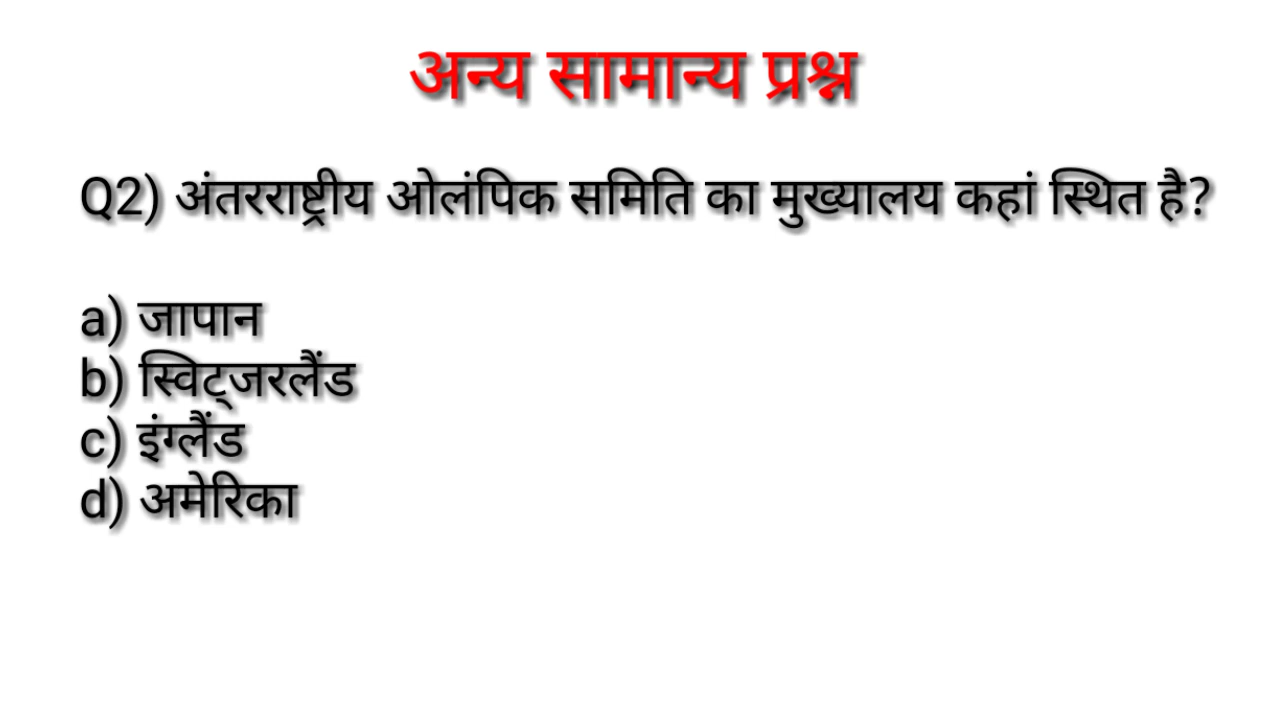 अन्य सामान्य प्रश्न
Q2) अंतरराष्ट्रीय ओलंपिक समिति का मुख्यालय कहां स्थित है?
a) जापान
b) स्विट्जरलैंड
c) इंग्लैंड
d) अमेरिका